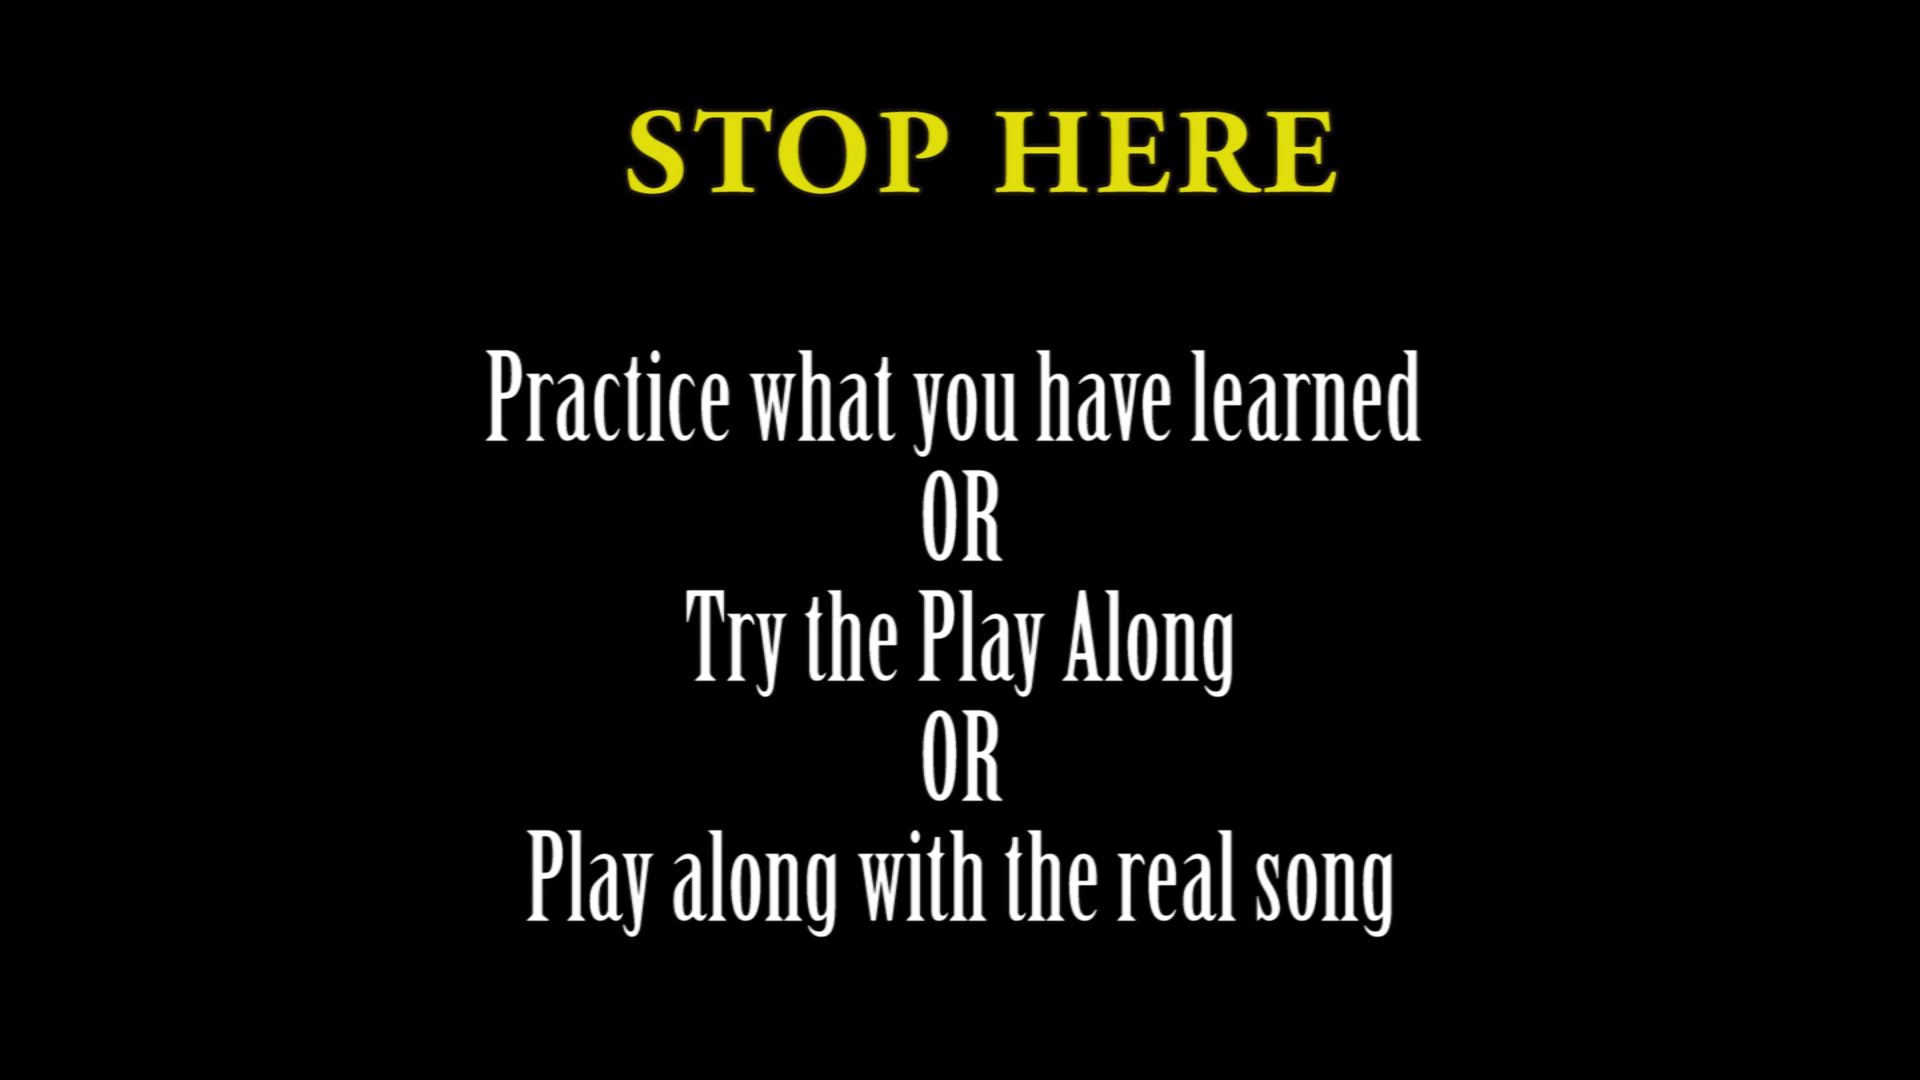 STOP HERE
Practice what you have learned
OR
Try the Play Along
OR
Play along with the real song